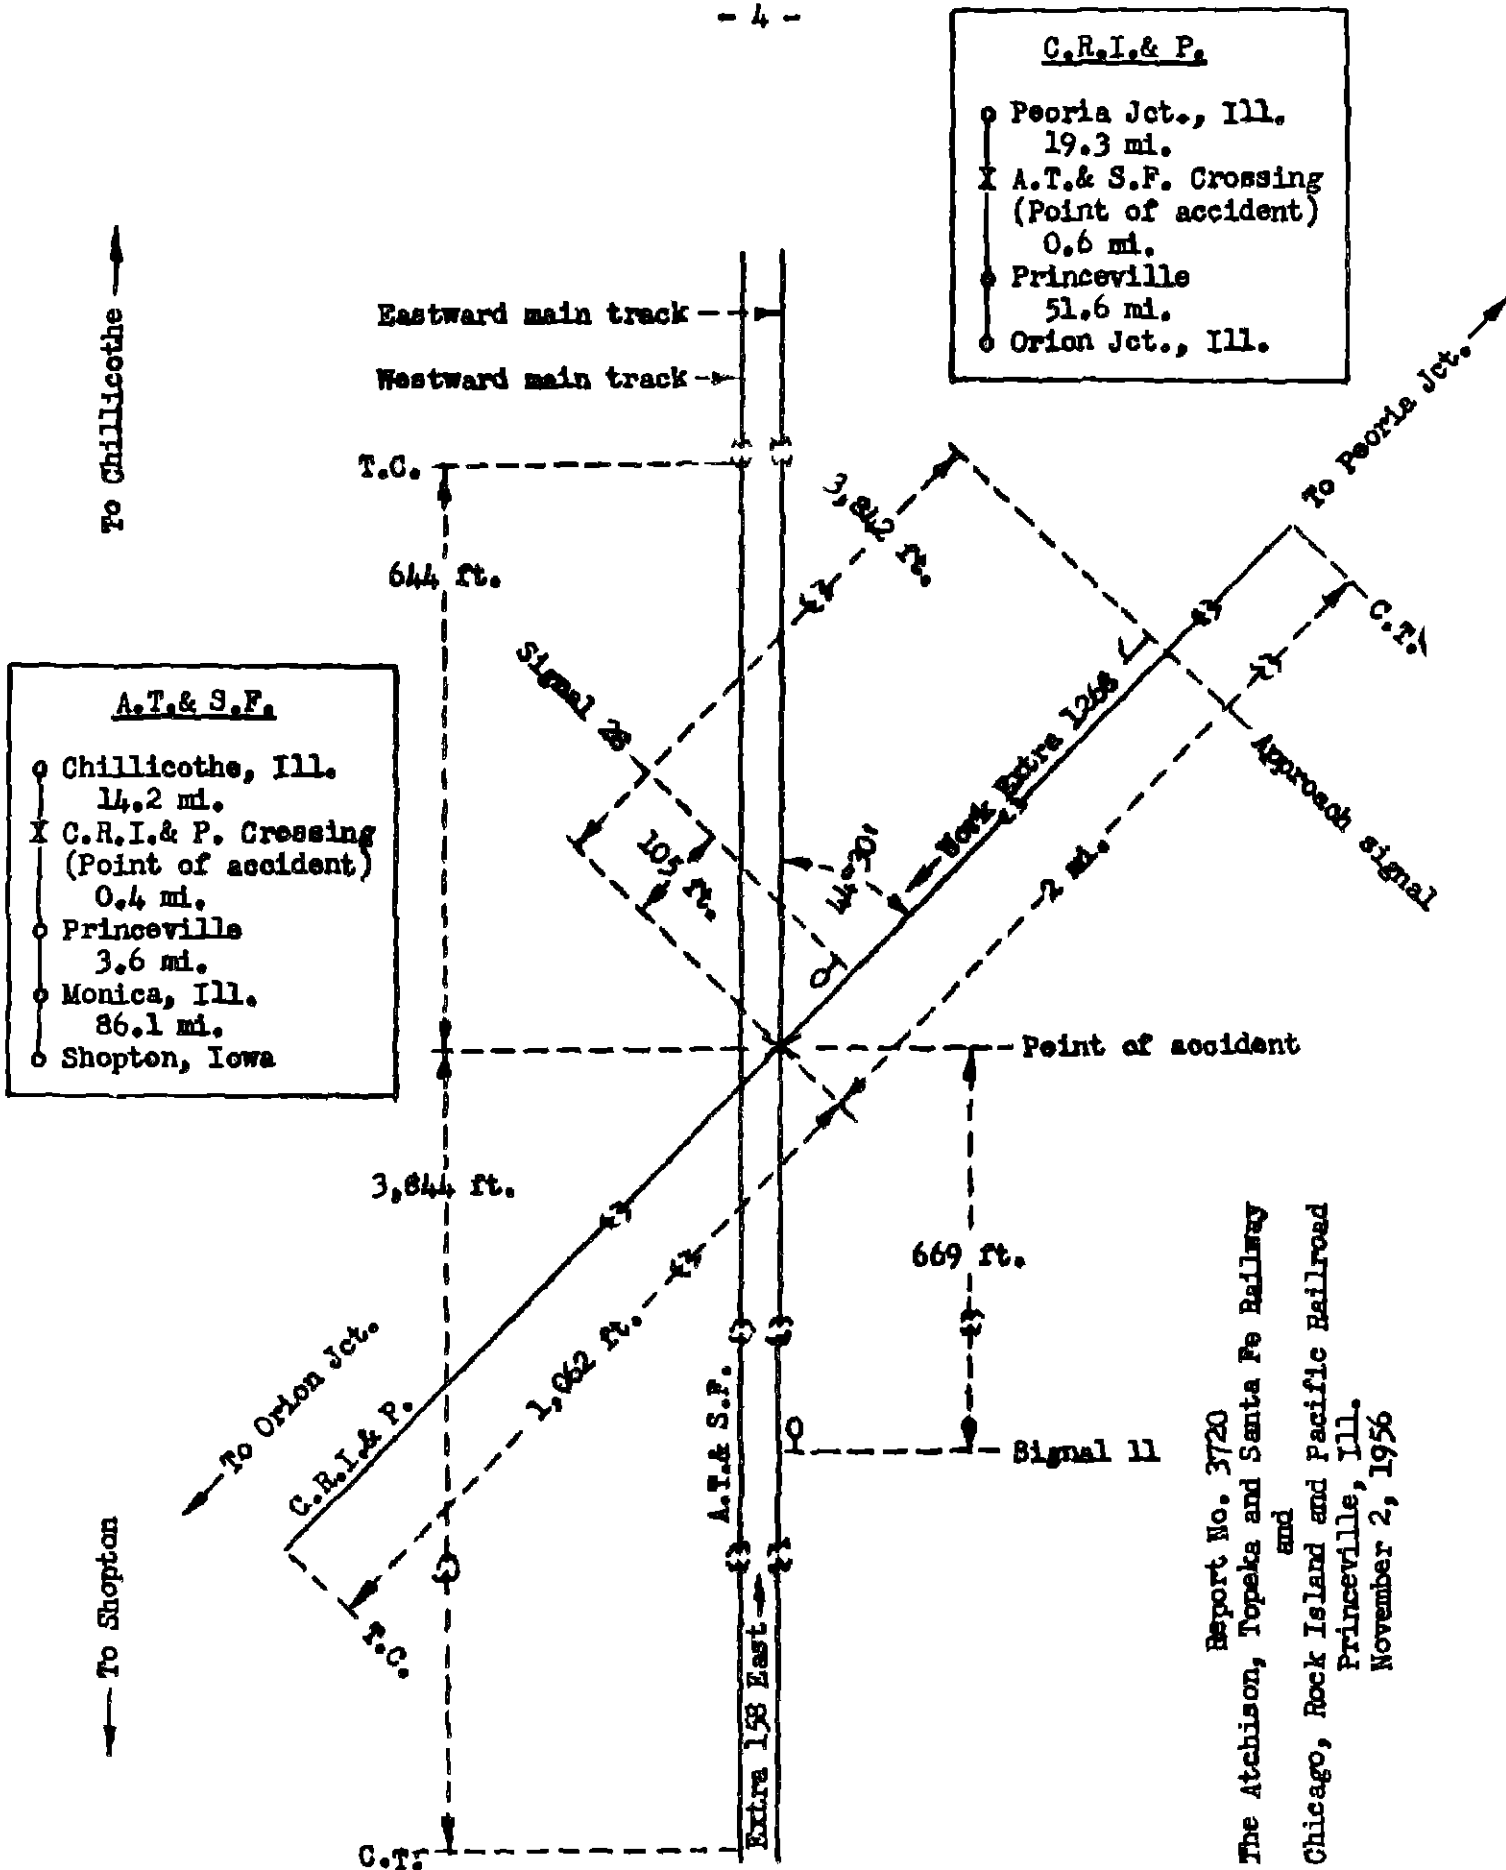 - 4 -
C.R.I.& P.
Peoria Jct., Ill.
19.3 mi.
X A.T.& S.F. Crossing
(Point of accident)
0.6 mi.
Princeville
51.6 mi.
Orion Jct., Ill.
To Chillicothe
Eastward main track
Westward main track
To Peoria Jct.
T.C.
3,842 ft.
644 ft.
C.T.
Signal 28
Work Extra 1268
A.T.& S.F.
Chillicothe, Ill.
14.2 mi.
X C.R.I.& P. Crossing
(Point of accident)
0.4 mi.
Princeville
3.6 mi.
Monica, Ill.
86.1 mi.
Shopton, Iowa
105 ft.
44°30'
2 mi.
Approach signal
Point of accident
3,844 ft.
669 ft.
1,062 ft.
To Orion Jct.
C.R.I.& P.
A.T.& S.F.
Signal 11
To Shopton
T.C.
Extra 158 East
C.T.
Report No. 3720
The Atchison, Topeka and Santa Fe Railway
and
Chicago, Rock Island and Pacific Railroad
Princeville, Ill.
November 2, 1956